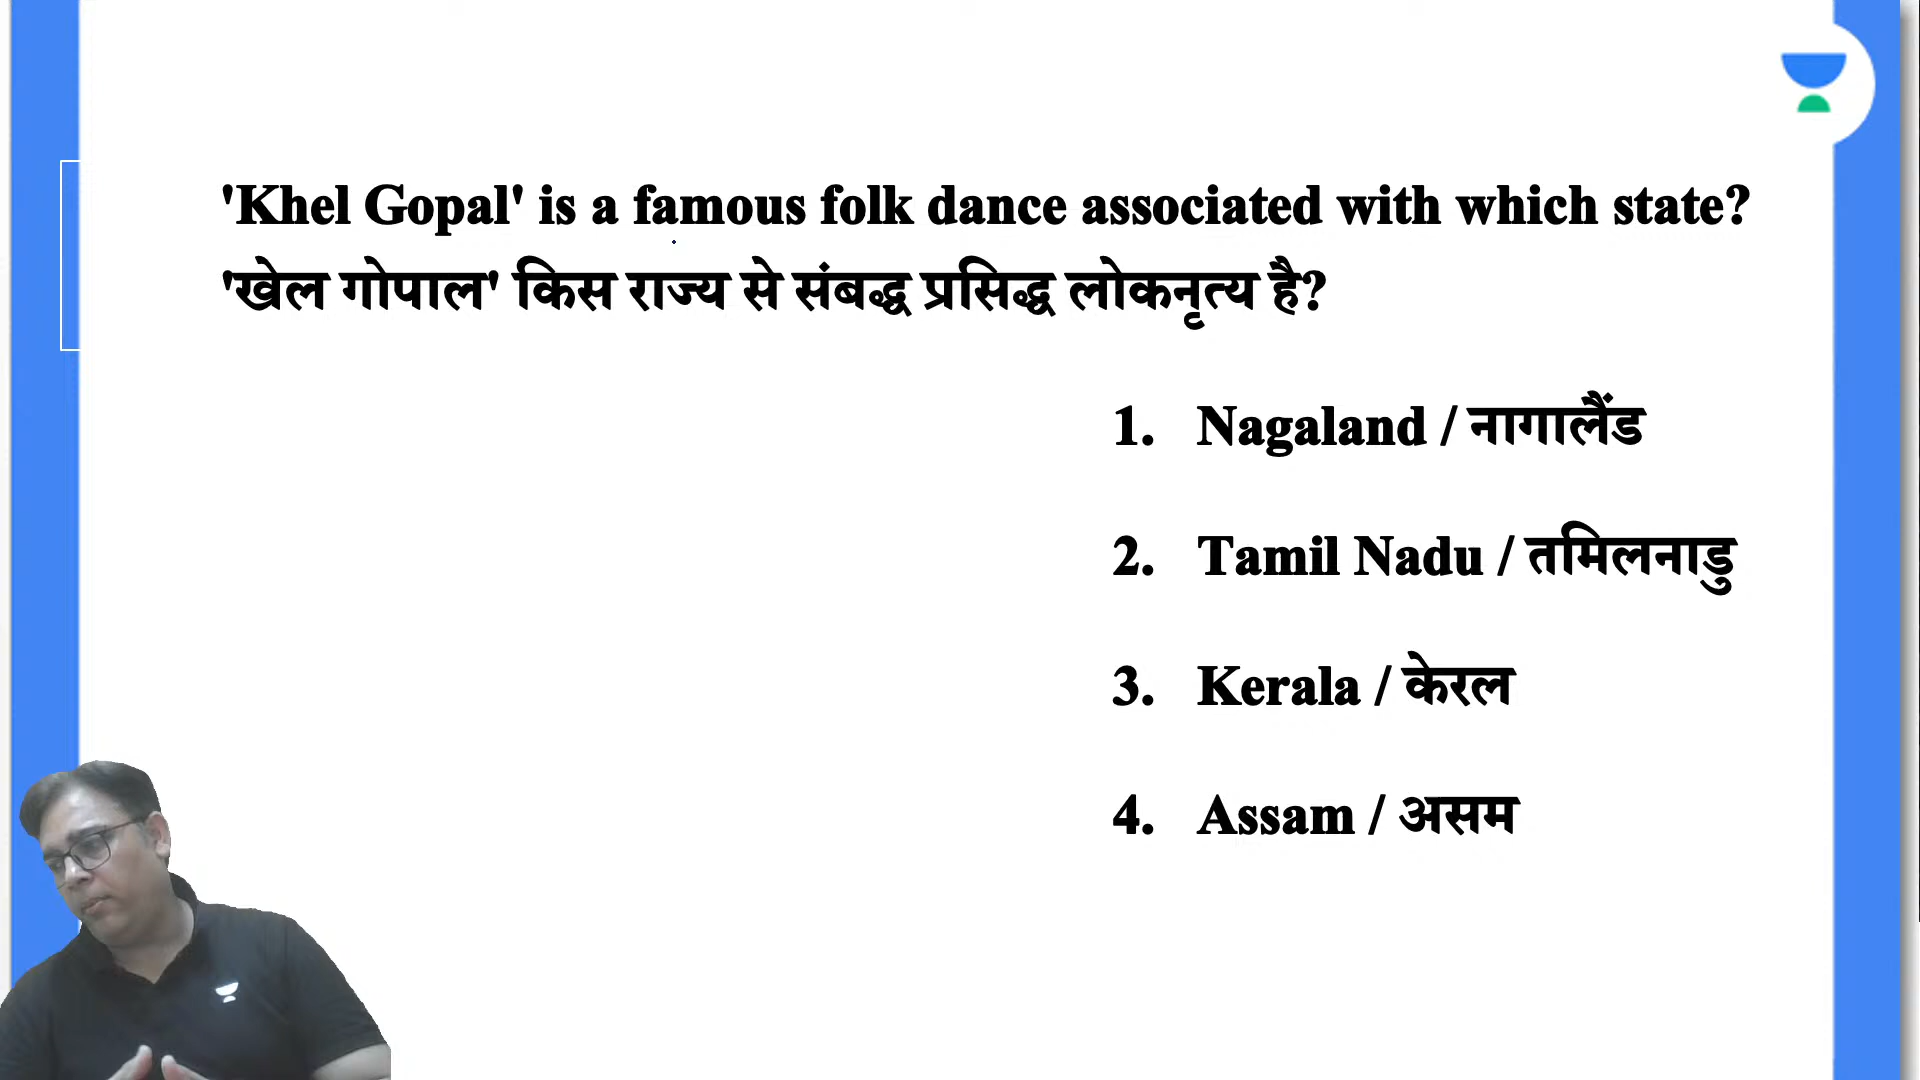 'Khel Gopal' is a famous folk dance associated with which state?
'खेल गोपाल' किस राज्य से संबद्ध प्रसिद्ध लोकनृत्य है?
1. Nagaland / नागालैंड
2. Tamil Nadu / तमिलनाडु
3. Kerala / केरल
4. Assam / असम